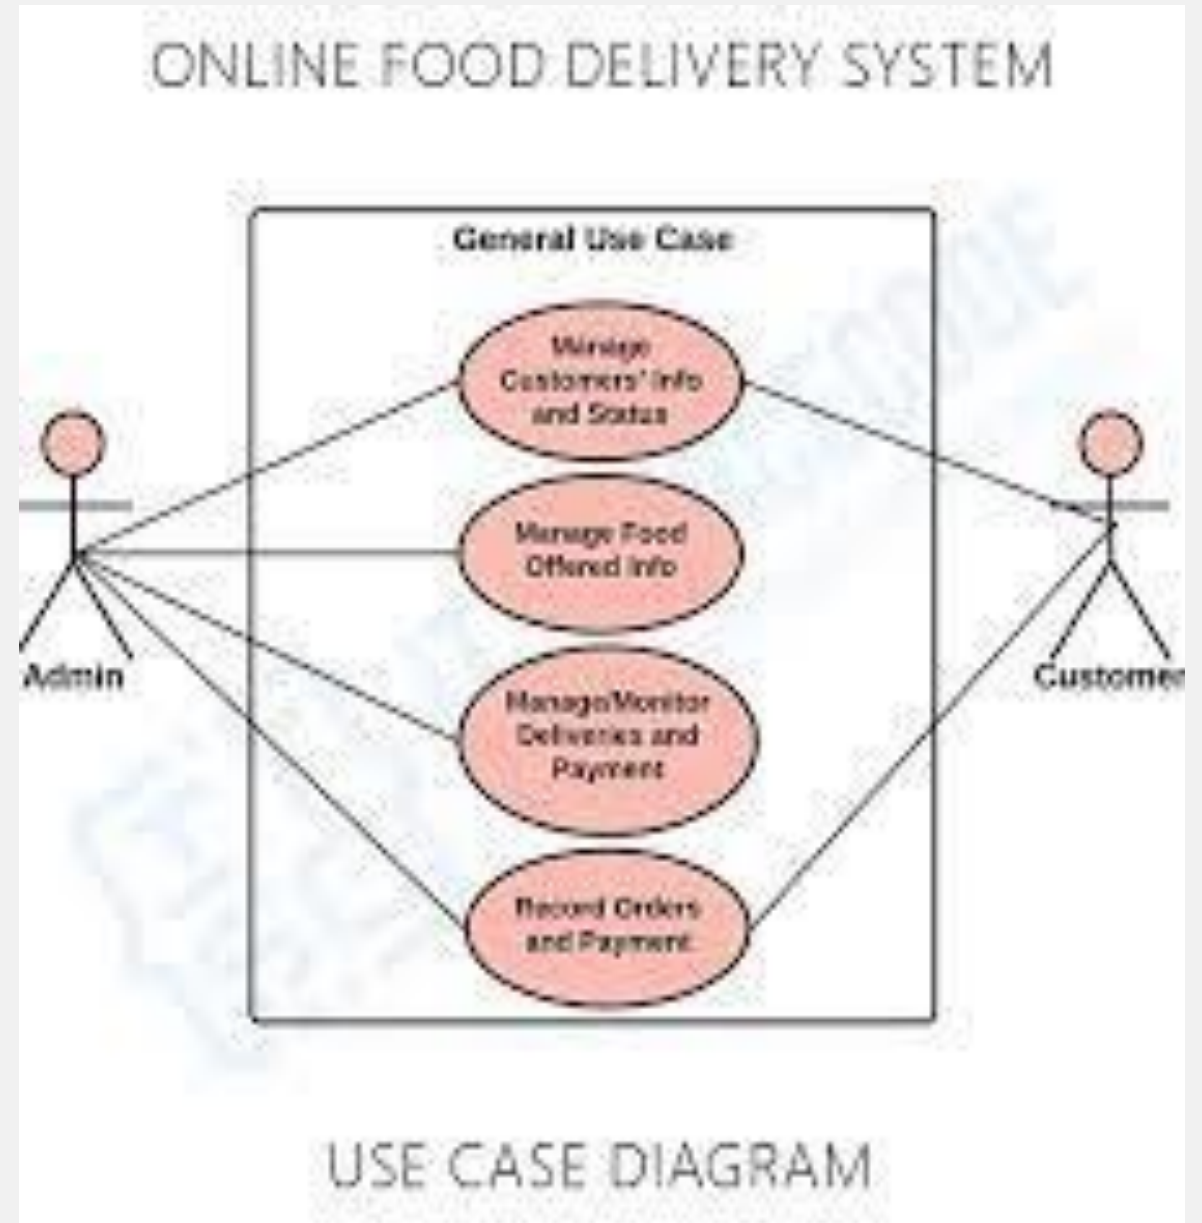 ONLINE FOOD DELIVERY SYSTEM
General Use Case
Manage
Customers' Info
and Status
Manage Food
Offered Info
Manage/Monitor
Deliveries and
Payment
Record Orders
and Payment
Admin
Customer
USE CASE DIAGRAM